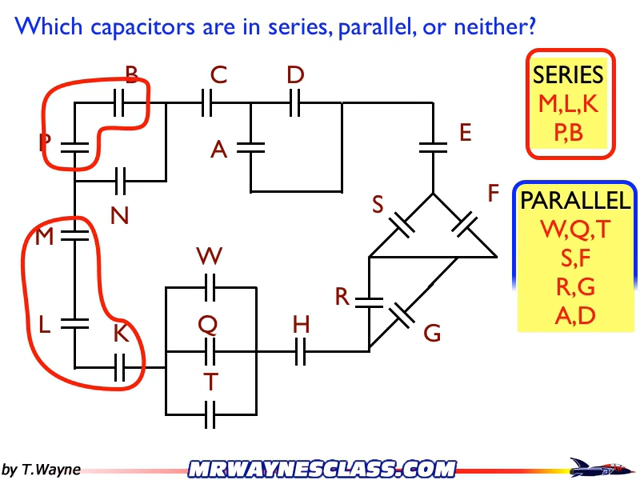 Which capacitors are in series, parallel, or neither?
B
C
D
SERIES
M,L,K
P,B
P
A
E
N
S
F
PARALLEL
W,Q,T
S,F
R,G
A,D
M
W
R
L
K
Q
H
G
T
by T.Wayne
MRWAYNESCLASS.COM